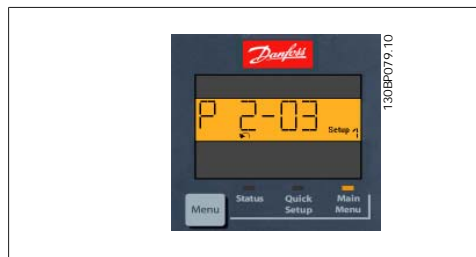 Danfoss
P 2-03
Setup 1
Status
Quick Setup
Main Menu
Menu
130BP079.10